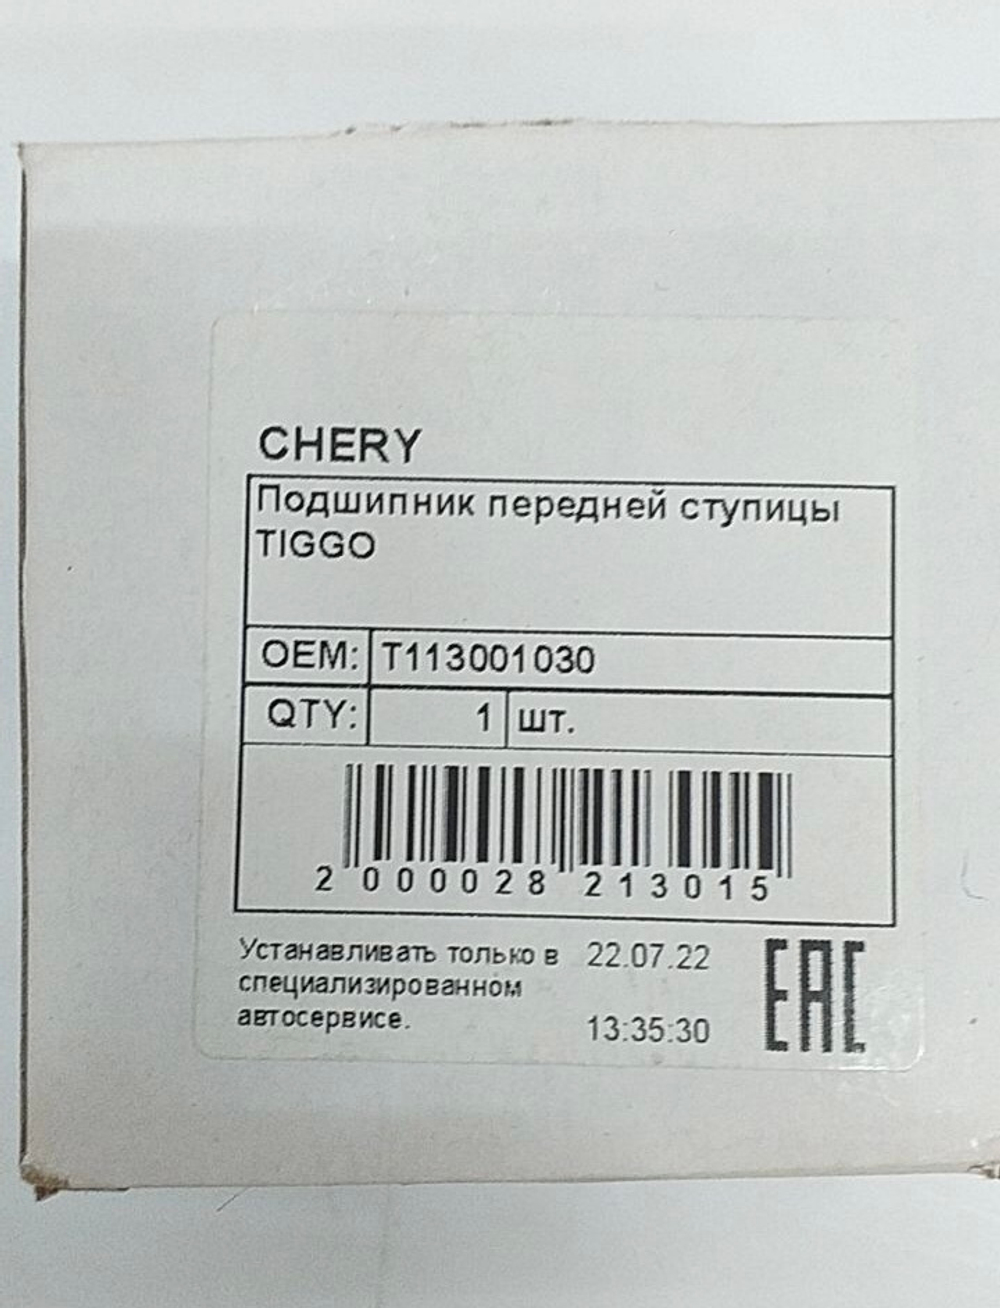 CHERY
Подшипник передней ступицы
TIGGO
OEM: T113001030
QTY: 1 шт.
2 000028 213015
Устанавливать только в 22.07.22
специализированном
автосервисе. 13:35:30
EAC